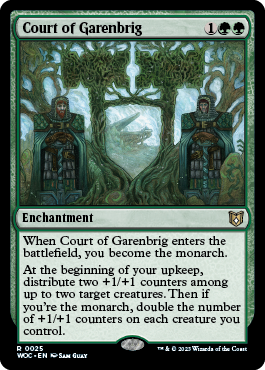 Court of Garenbrig 1
Enchantment
When Court of Garenbrig enters the
battlefield, you become the monarch.
At the beginning of your upkeep,
distribute two +1/+1 counters among
up to two target creatures. Then if
you're the monarch, double the number
of +1/+1 counters on each creature you
control.
R 0025
WOC • EN Sam Guay
™ & © 2023 Wizards of the Coast